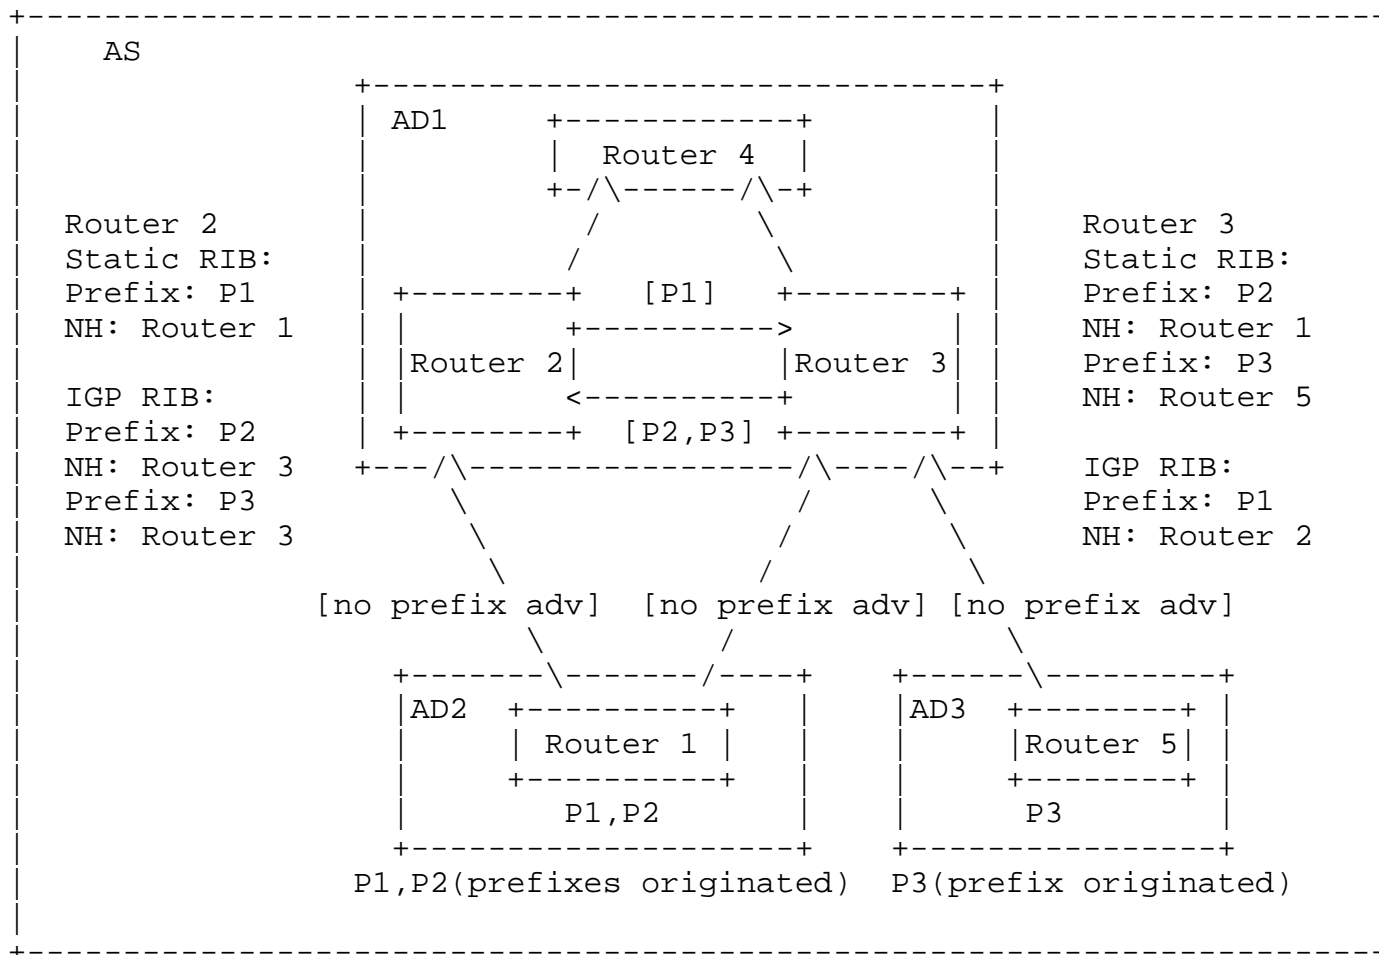 AS
AD1
Router 4
Router 2 Router 3
Static RIB: Static RIB:
Prefix: P1 [P1] Prefix: P2
NH: Router 1 NH: Router 1
Router 2 Router 3 Prefix: P3
IGP RIB: NH: Router 5
Prefix: P2 [P2,P3]
NH: Router 3 IGP RIB:
Prefix: P3 Prefix: P1
NH: Router 3 NH: Router 2
[no prefix adv] [no prefix adv] [no prefix adv]
AD2 AD3
Router 1 Router 5
P1,P2 P3
P1,P2(prefixes originated) P3(prefix originated)